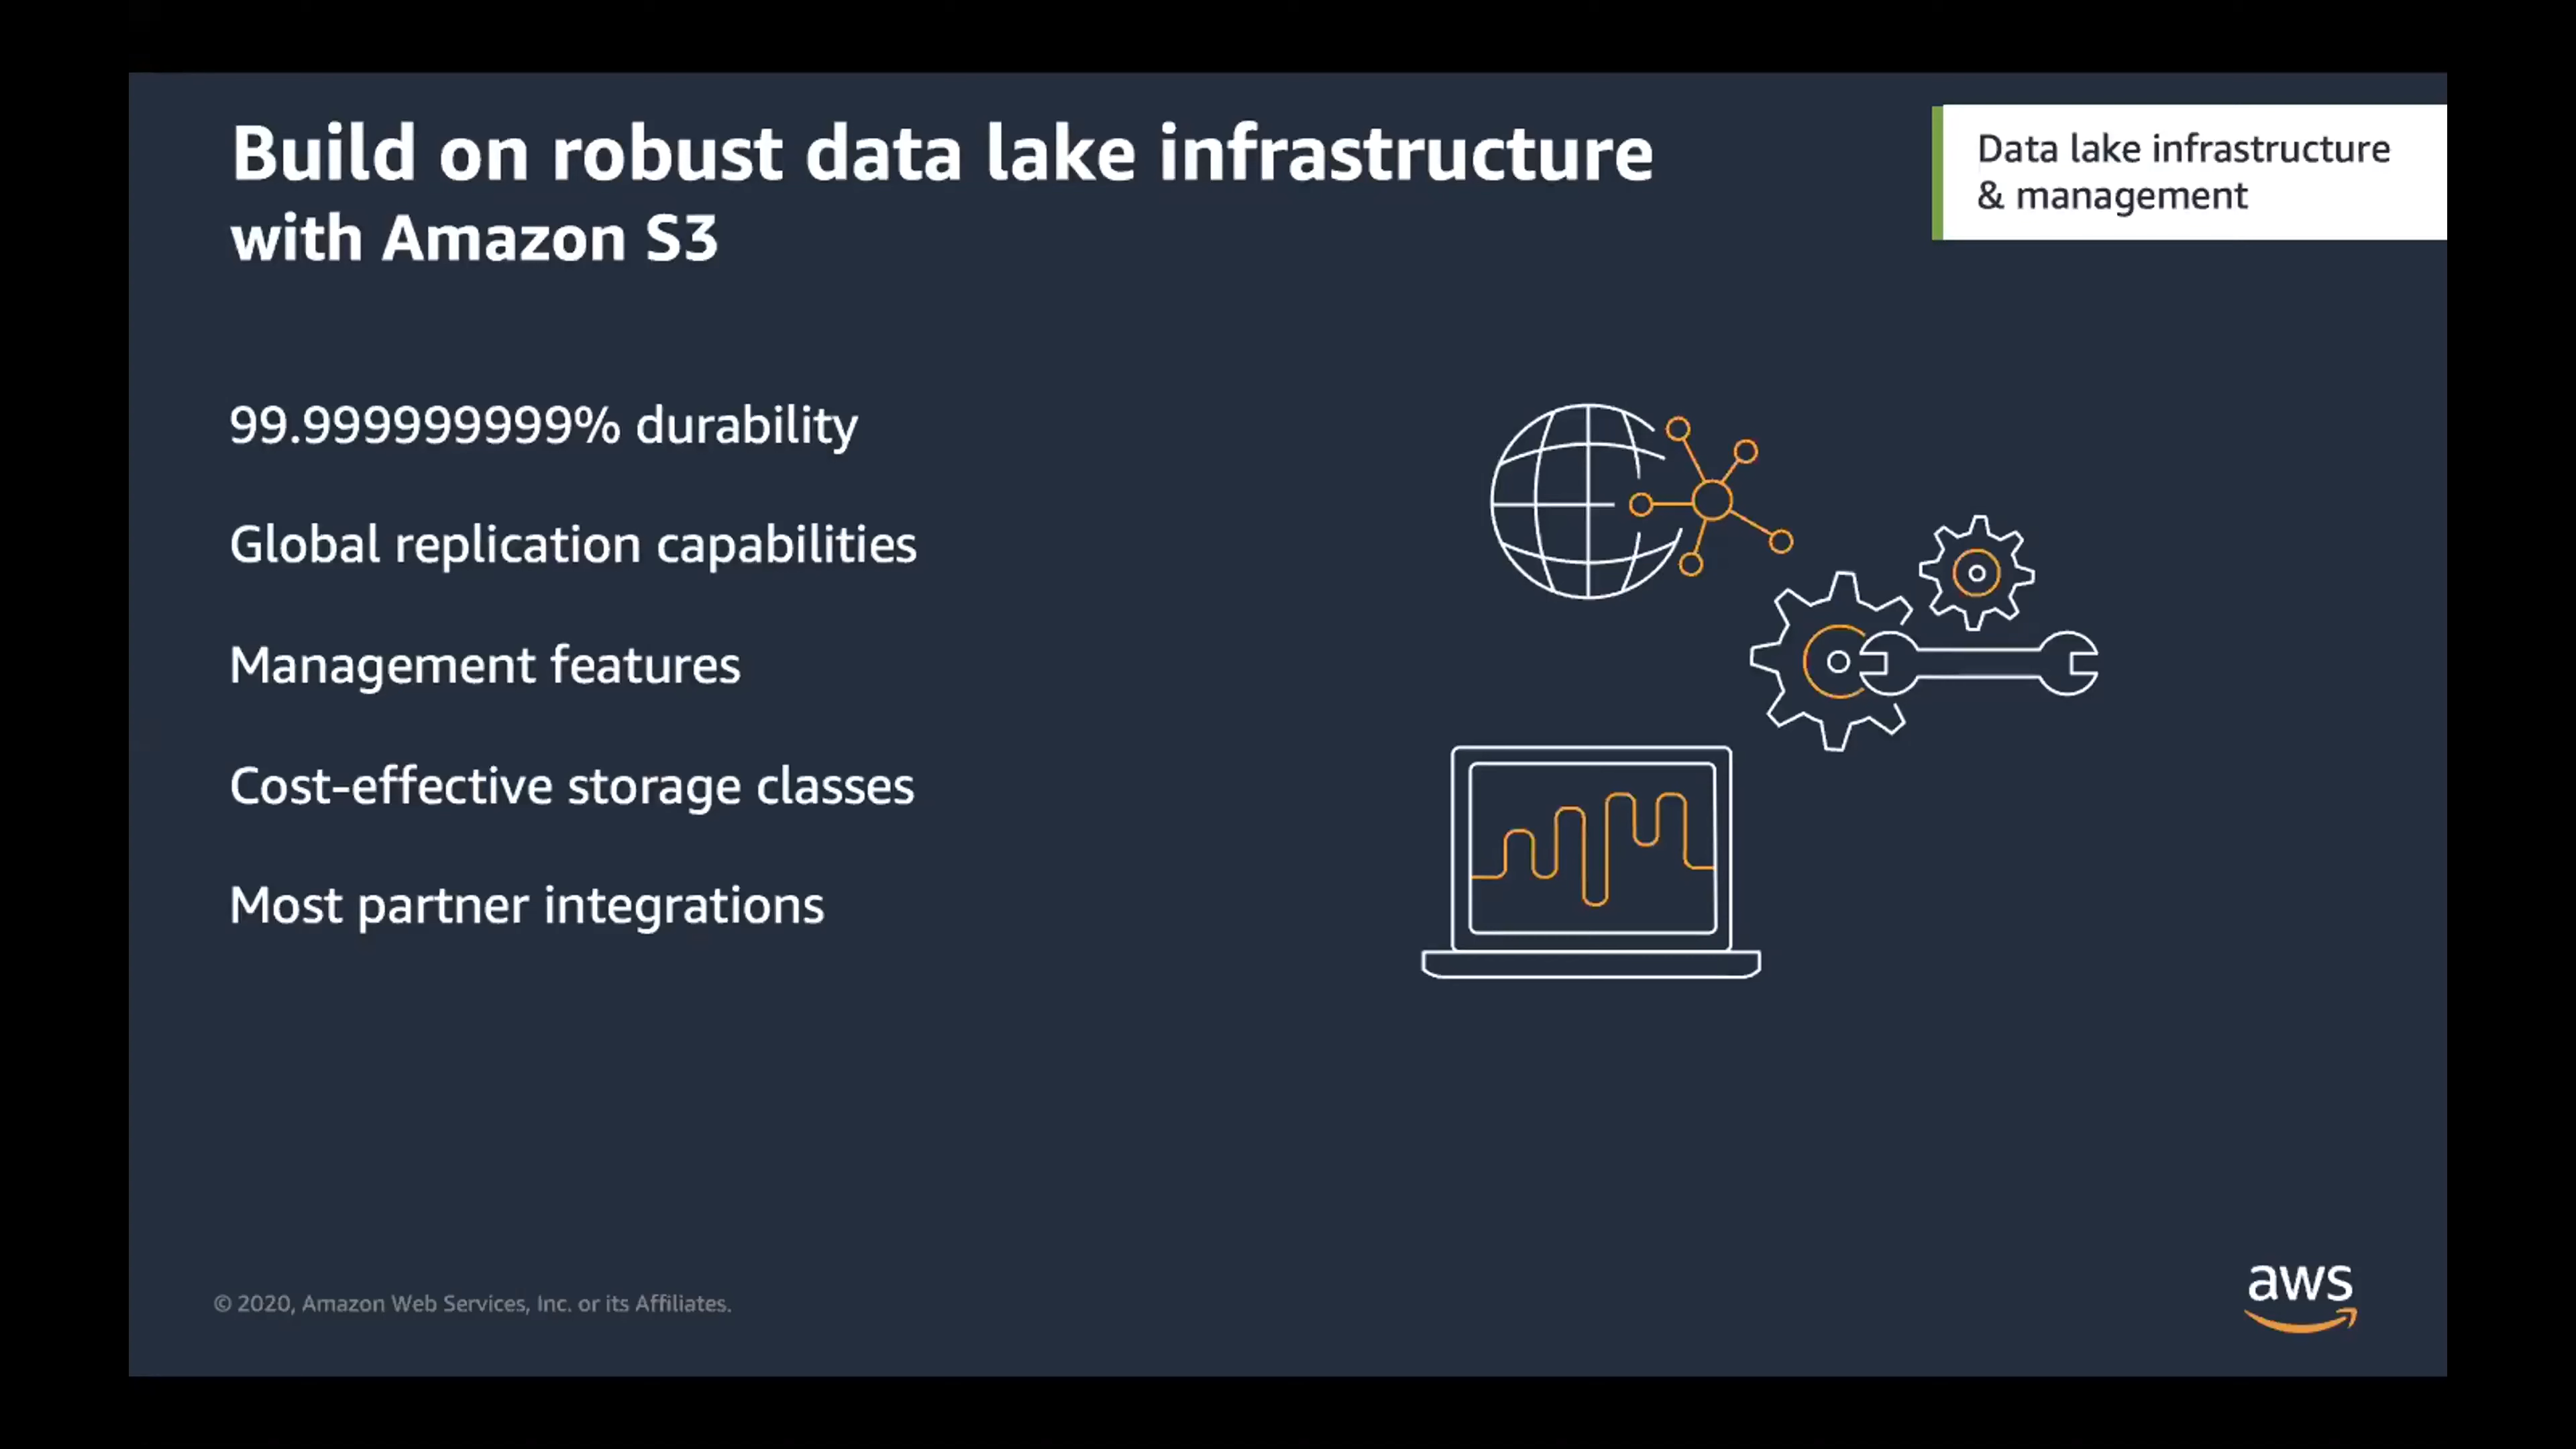 Build on robust data lake infrastructure
with Amazon S3
Data lake infrastructure
& management
99.999999999% durability
Global replication capabilities
Management features
Cost-effective storage classes
Most partner integrations
© 2020, Amazon Web Services, Inc. or its Affiliates.
aws